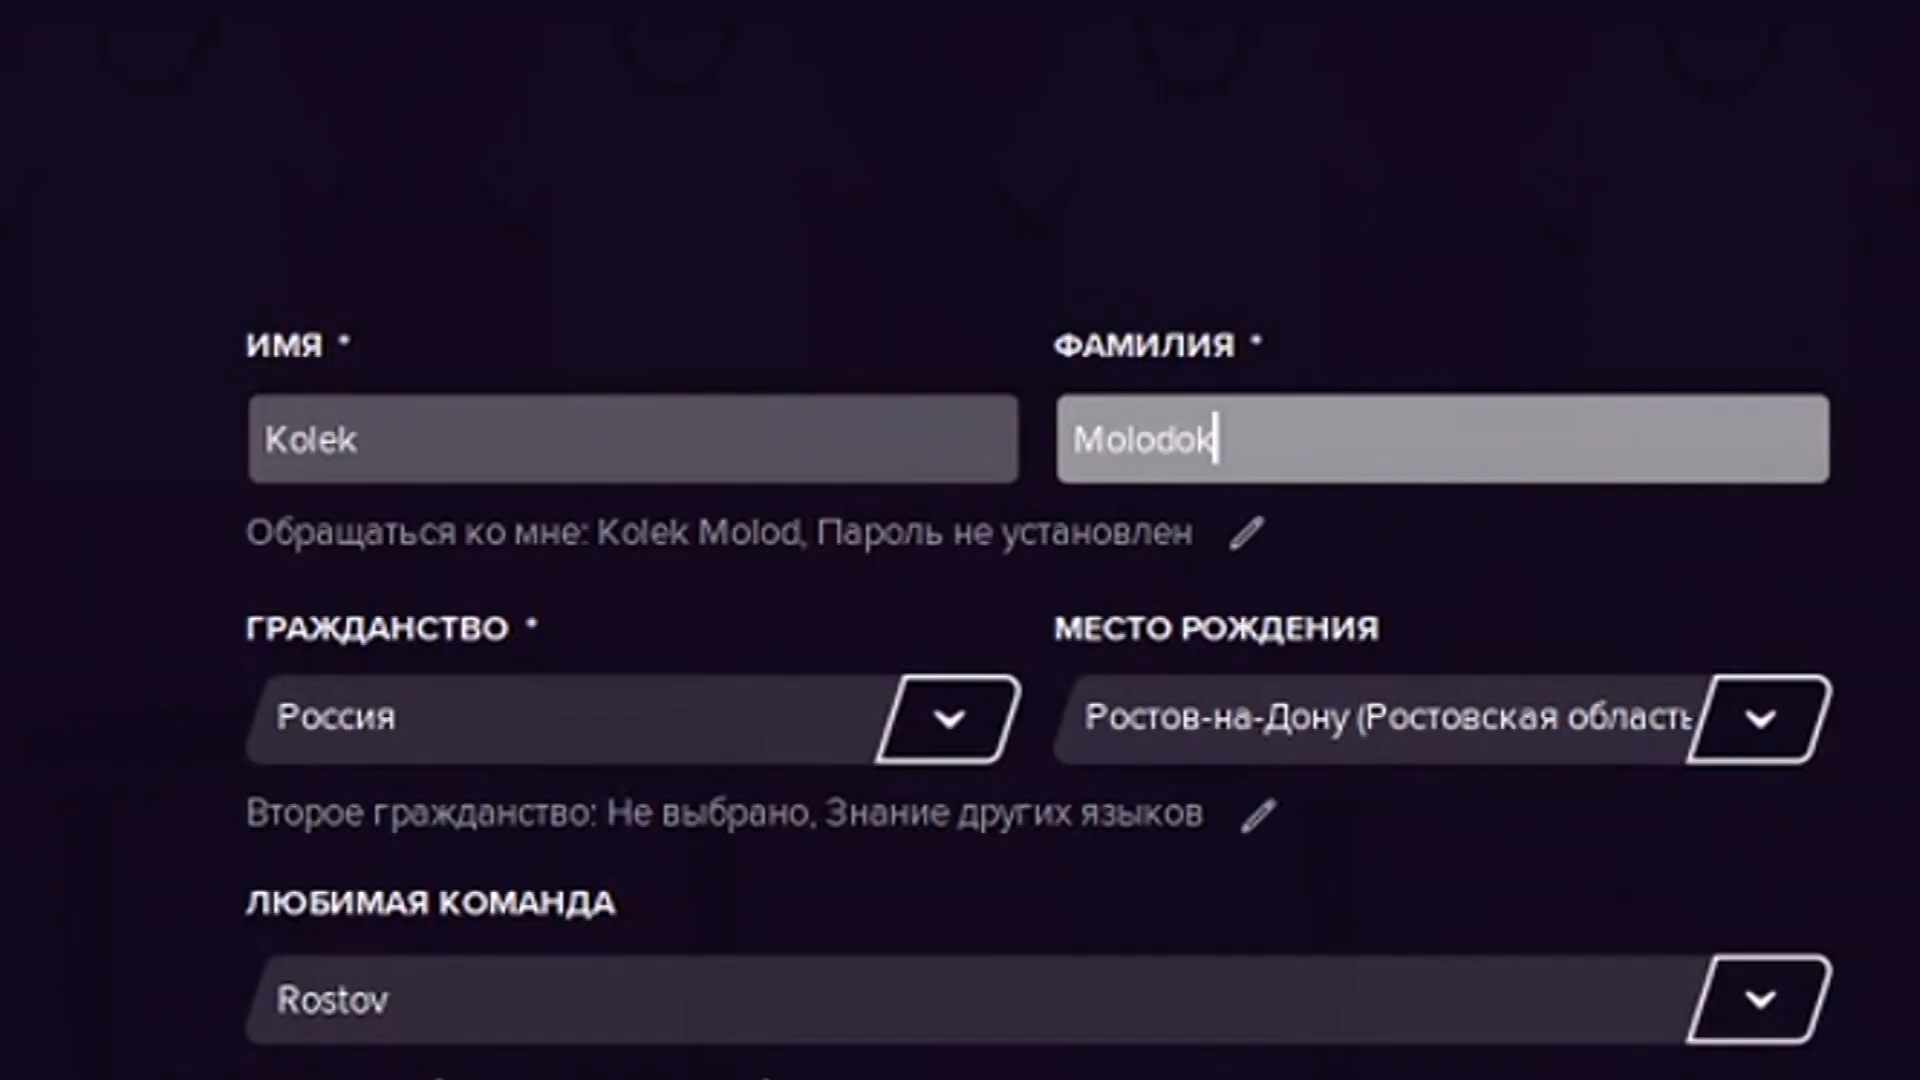 ИМЯ * ФАМИЛИЯ *
Kolek Molodok
Обращаться ко мне: Kolek Molod, Пароль не установлен
ГРАЖДАНСТВО * МЕСТО РОЖДЕНИЯ
Россия Ростов-на-Дону (Ростовская область
Второе гражданство: Не выбрано, Знание других языков
ЛЮБИМАЯ КОМАНДА
Rostov